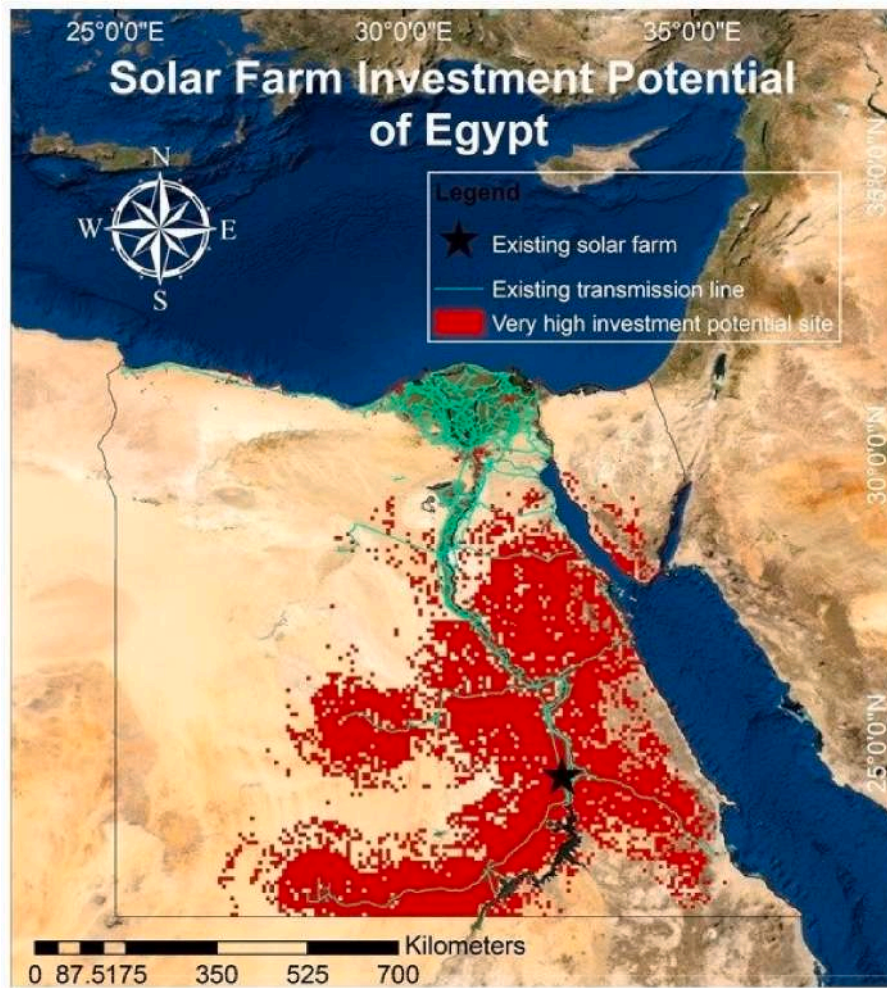 25°0'0"E 30°0'0"E 35°0'0"E
Solar Farm Investment Potential
of Egypt
N
W E
S
Legend
Existing solar farm
Existing transmission line
Very high investment potential site
35°0'0"N
30°0'0"N
25°0'0"N
Kilometers
0 87.5175 350 525 700